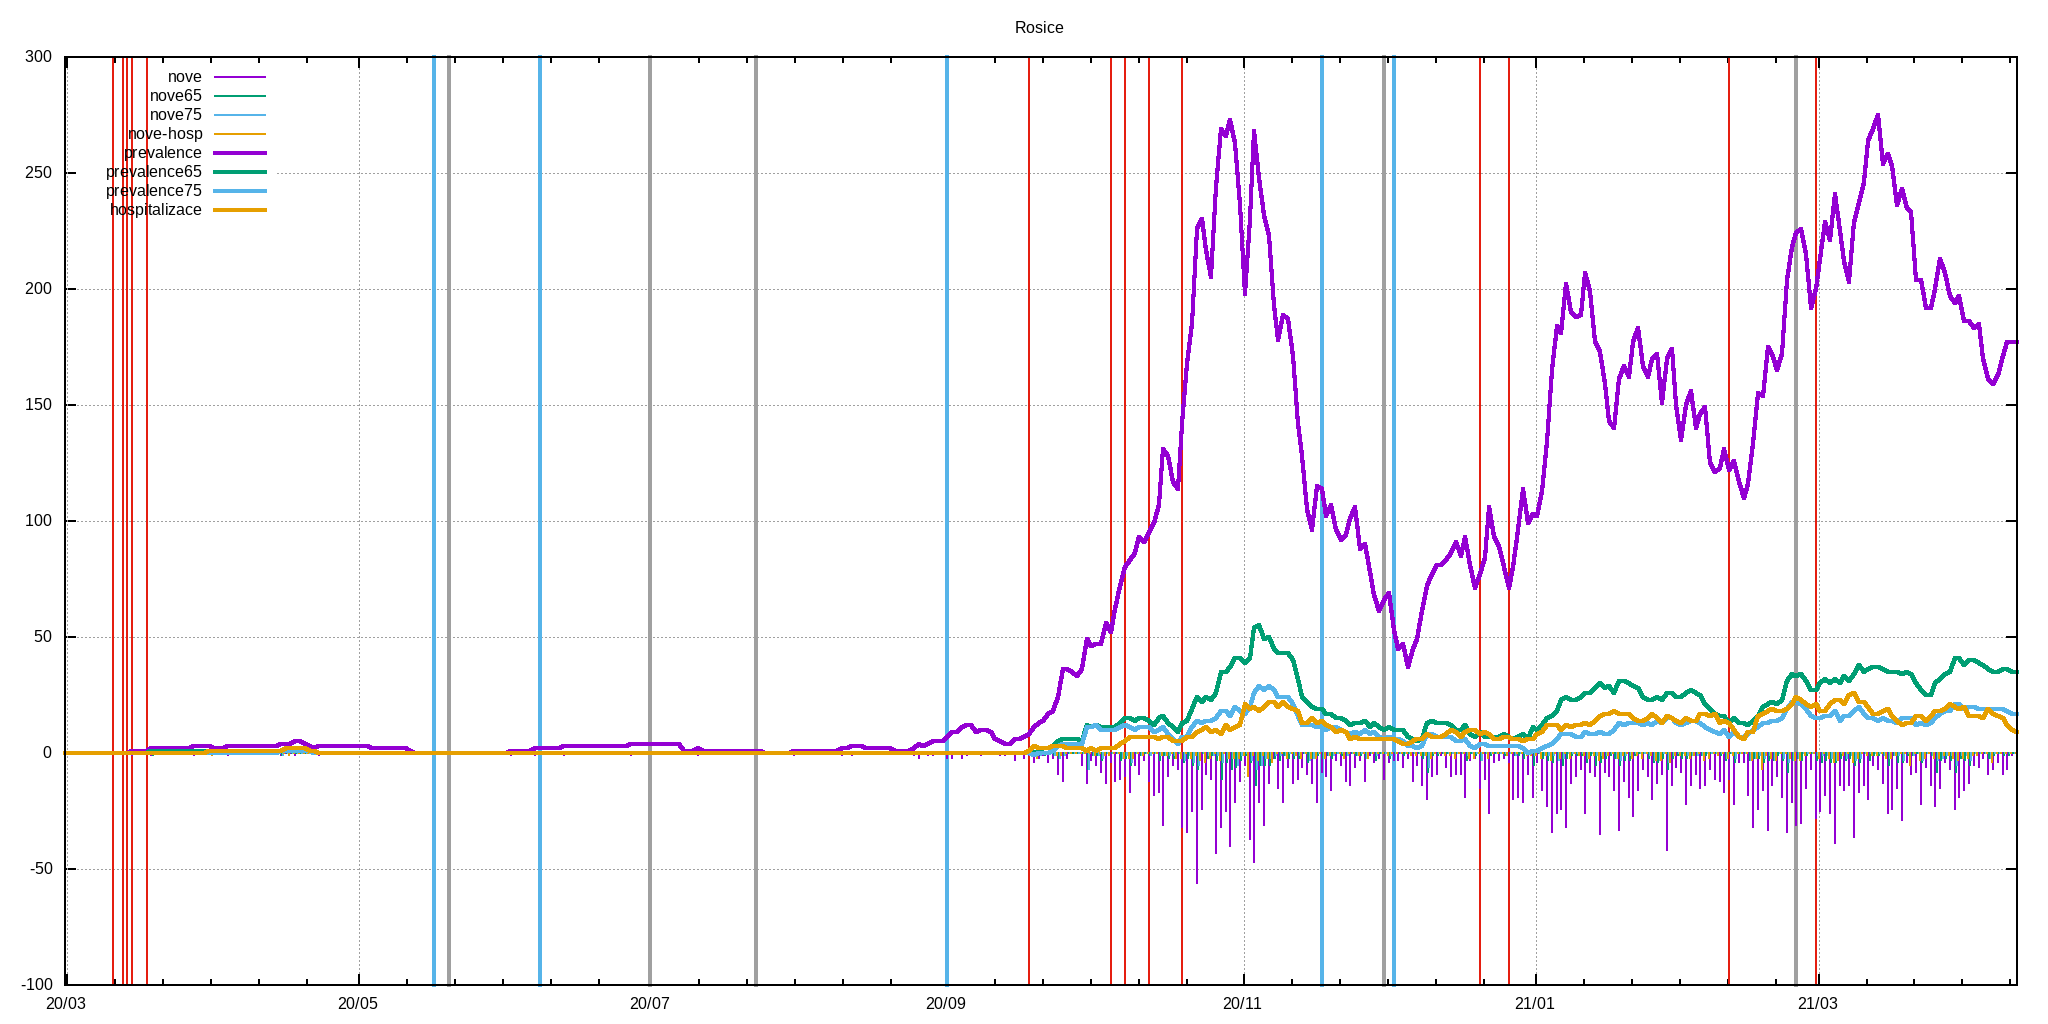 Rosice
300
250
200
150
100
50
0
-50
-100
nove
nove65
nove75
nove-hosp
prevalence
prevalence65
prevalence75
hospitalizace
20/03 20/05 20/07 20/09 20/11 21/01 21/03